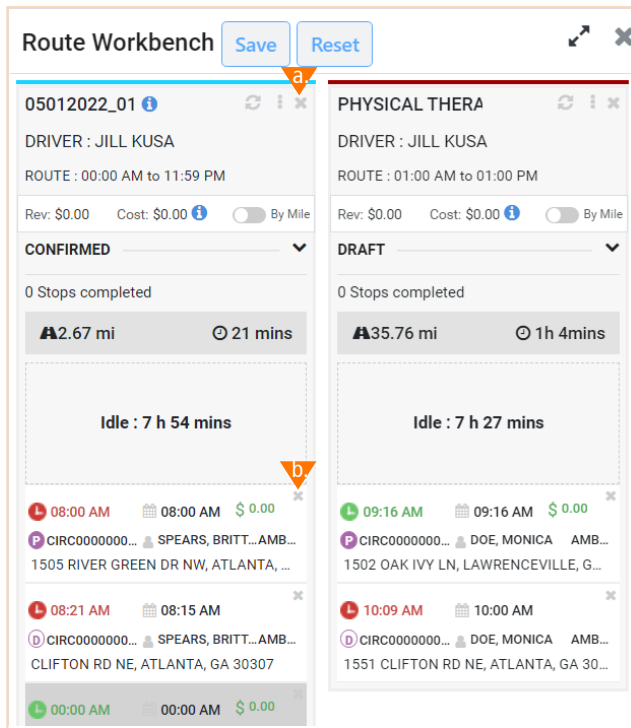 Route Workbench Save Reset
a.
05012022_01
DRIVER : JILL KUSA
ROUTE : 00:00 AM to 11:59 PM
Rev: $0.00 Cost: $0.00 By Mile
CONFIRMED
0 Stops completed
2.67 mi 21 mins
Idle : 7 h 54 mins
b.
08:00 AM 08:00 AM $ 0.00
P CIRC0000000... SPEARS, BRITT... AMB...
1505 RIVER GREEN DR NW, ATLANTA, ...
08:21 AM 08:15 AM
D CIRC0000000... SPEARS, BRITT... AMB...
CLIFTON RD NE, ATLANTA, GA 30307
00:00 AM 00:00 AM $ 0.00
PHYSICAL THERA
DRIVER : JILL KUSA
ROUTE : 01:00 AM to 01:00 PM
Rev: $0.00 Cost: $0.00 By Mile
DRAFT
0 Stops completed
35.76 mi 1h 4mins
Idle : 7 h 27 mins
09:16 AM 09:16 AM $ 0.00
P CIRC0000000... DOE, MONICA AMB...
1502 OAK IVY LN, LAWRENCEVILLE, G...
10:09 AM 10:00 AM
D CIRC0000000... DOE, MONICA AMB...
1551 CLIFTON RD NE, ATLANTA, GA 30...